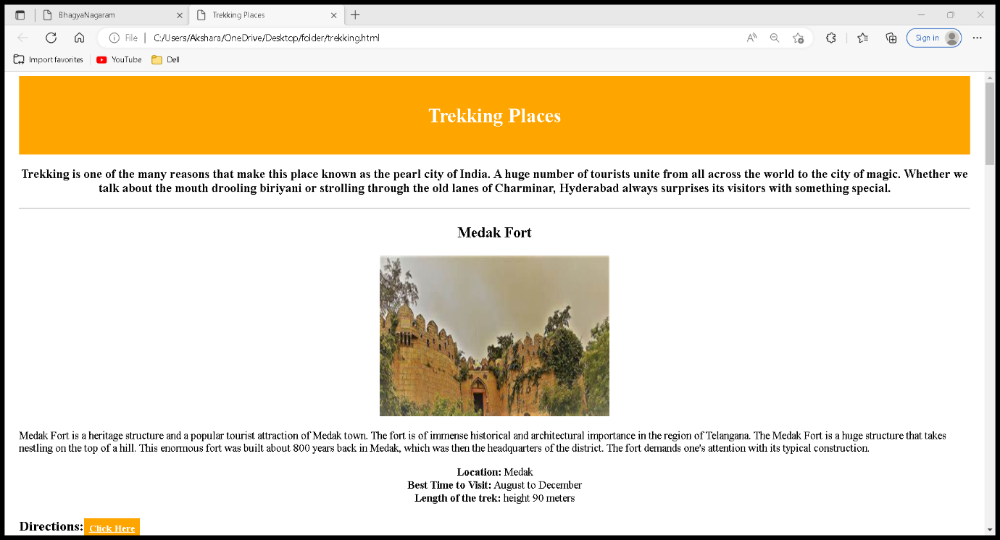 BhagyaNagaram
Trekking Places
File
C:/Users/Akshara/OneDrive/Desktop/folder/trekking.html
Sign in
Import favorites
YouTube
Dell
Trekking Places
Trekking is one of the many reasons that make this place known as the pearl city of India. A huge number of tourists unite from all across the world to the city of magic. Whether we
talk about the mouth drooling biriyani or strolling through the old lanes of Charminar, Hyderabad always surprises its visitors with something special.
Medak Fort
Medak Fort is a heritage structure and a popular tourist attraction of Medak town. The fort is of immense historical and architectural importance in the region of Telangana. The Medak Fort is a huge structure that takes
nestling on the top of a hill. This enormous fort was built about 800 years back in Medak, which was then the headquarters of the district. The fort demands one's attention with its typical construction.
Location: Medak
Best Time to Visit: August to December
Length of the trek: height 90 meters
Directions: Click Here